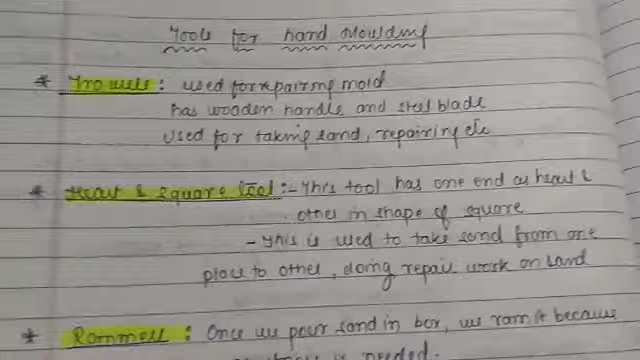 Tools for hand Moulding
* Trowels : used for repairing mold
has wooden handle and steel blade
used for taking sand, repairing etc
* Heart & Square tool :- This tool has one end as heart &
other in shape of square
- This is used to take sand from one
place to other, doing repair work on sand
* Rammers : Once we pour sand in box, we ram it because
is needed.